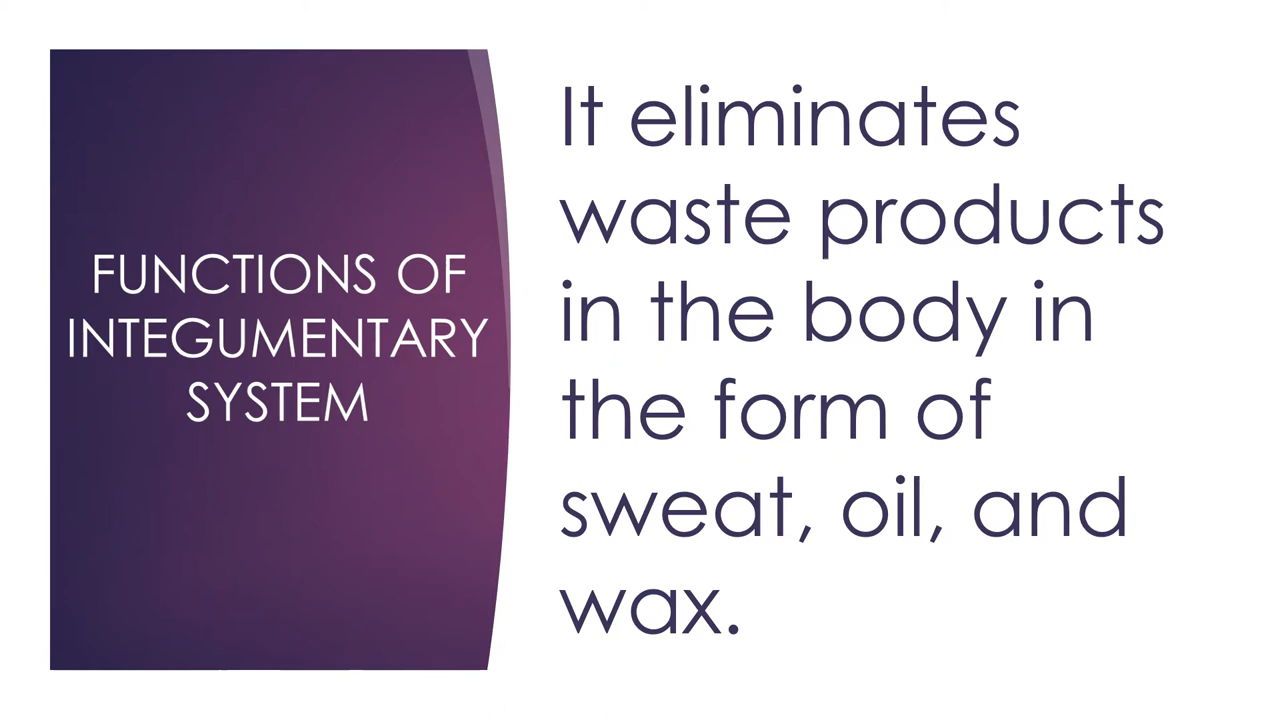 FUNCTIONS OF
INTEGUMENTARY
SYSTEM
It eliminates
waste products
in the body in
the form of
sweat, oil, and
wax.